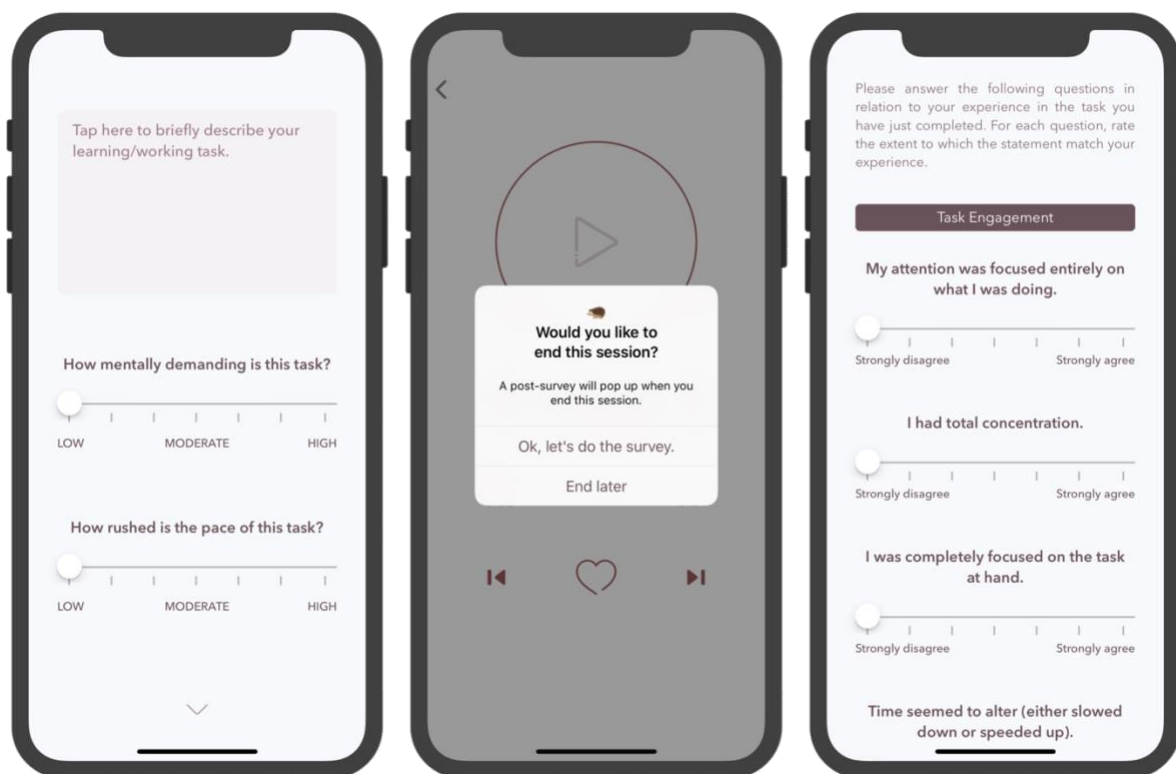 Tap here to briefly describe your
learning/working task.
How mentally demanding is this task?
LOW MODERATE HIGH
How rushed is the pace of this task?
LOW MODERATE HIGH
Would you like to
end this session?
A post-survey will pop up when you
end this session.
Ok, let's do the survey.
End later
Please answer the following questions in
relation to your experience in the task you
have just completed. For each question, rate
the extent to which the statement match your
experience.
Task Engagement
My attention was focused entirely on
what I was doing.
Strongly disagree Strongly agree
I had total concentration.
Strongly disagree Strongly agree
I was completely focused on the task
at hand.
Strongly disagree Strongly agree
Time seemed to alter (either slowed
down or speeded up).